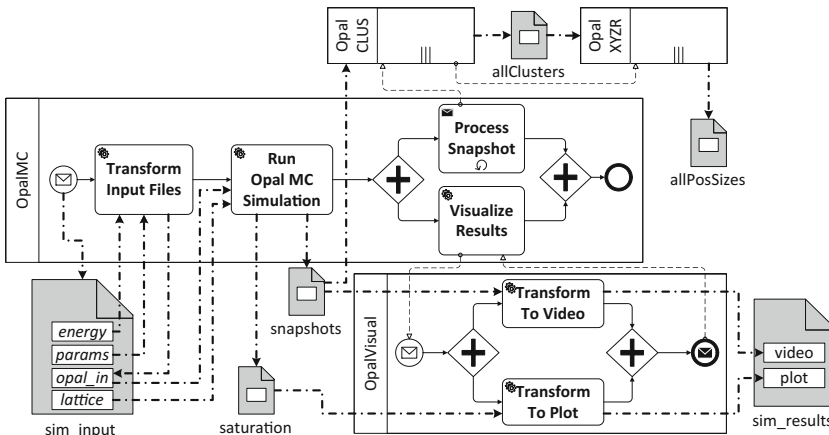 Opal
CLUS
Opal
XYZR
allClusters
OpalMC
Transform
Input Files
Run
Opal MC
Simulation
Process
Snapshot
Visualize
Results
allPosSizes
snapshots
energy
params
opal_in
lattice
sim_input
saturation
OpalVisual
Transform
To Video
Transform
To Plot
video
plot
sim_results